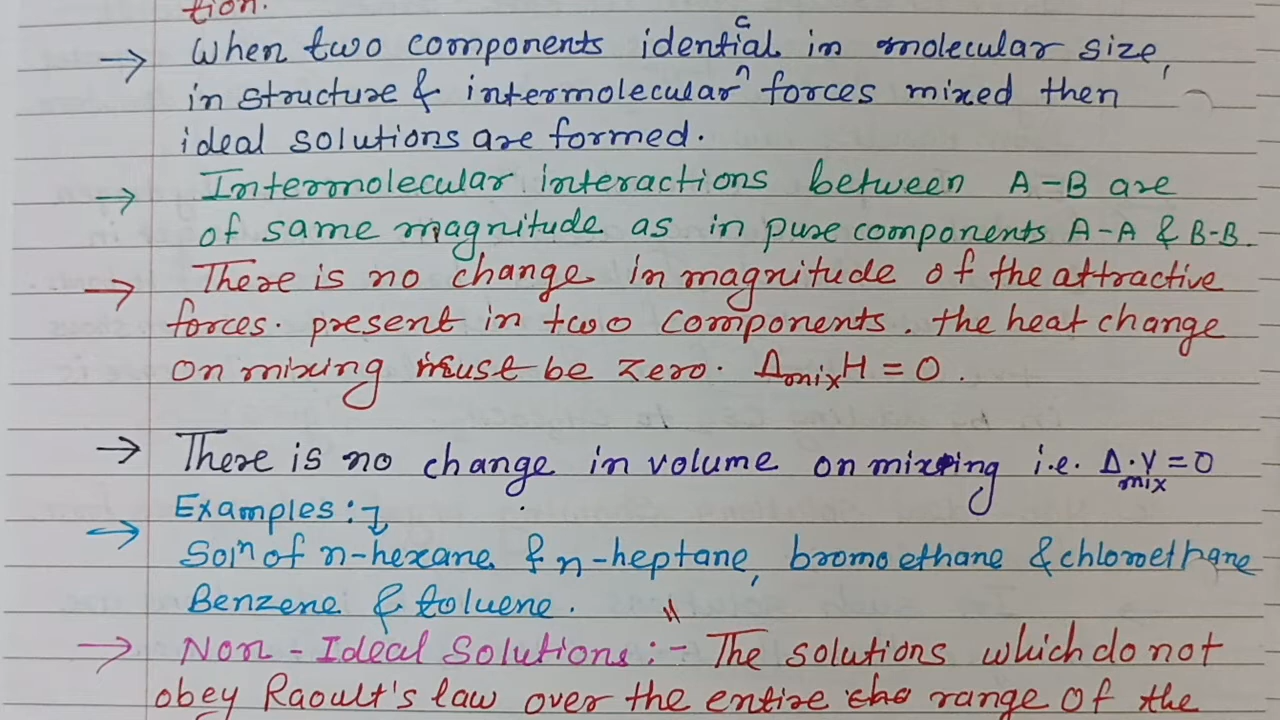 tion.
→ When two components idential in molecular size,
in structure & intermolecular forces mixed then
ideal solutions are formed.
→ Intermolecular interactions between A-B are
of same magnitude as in pure components A-A & B-B.
→ There is no change in magnitude of the attractive
forces. present in two components. the heat change
on mixing must be zero. ΔmixH = 0.
→ There is no change in volume on mixing i.e. Δ.V = 0
mix
Examples:↴
→ Soln of n-hexane & n-heptane, bromoethane & chloroethane
Benzene & toluene.
→ Non-Ideal Solutions:- The solutions which do not
obey Raoult's law over the entire range of the